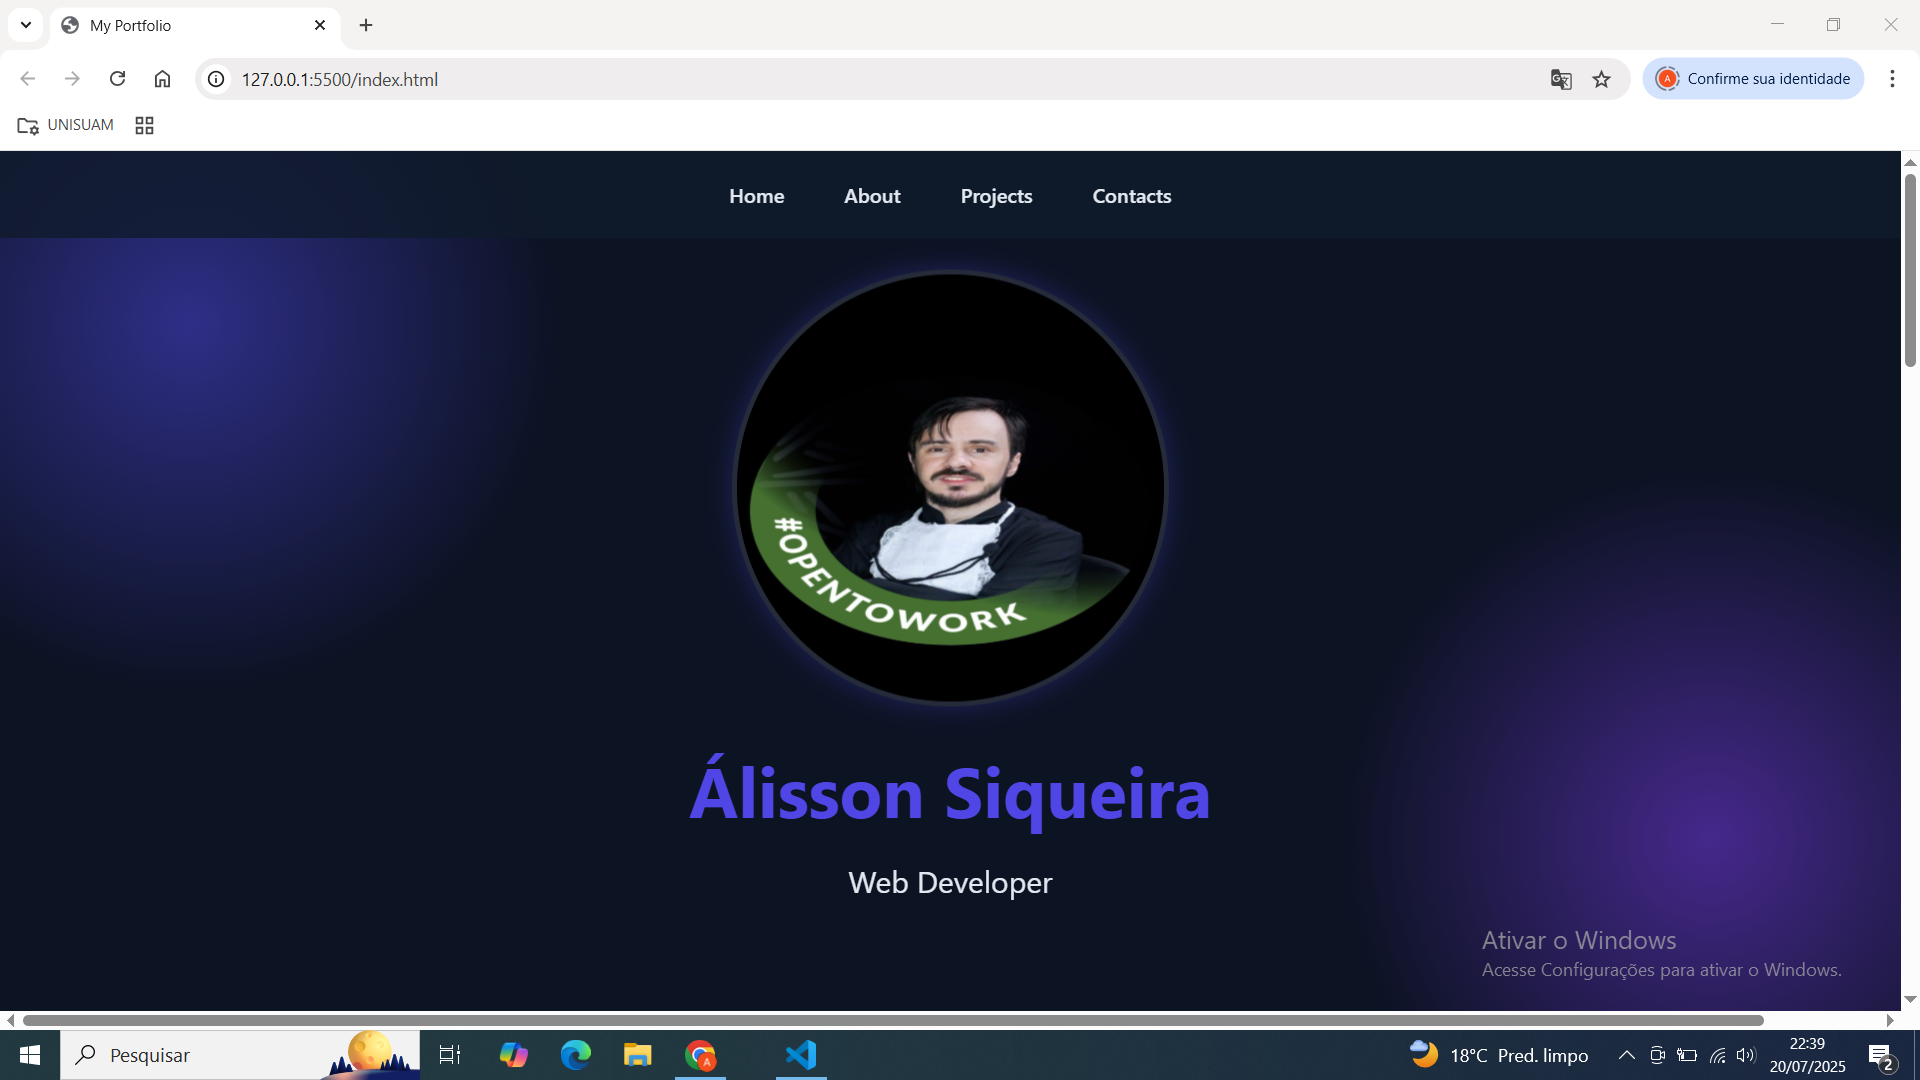 My Portfolio
127.0.0.1:5500/index.html
Confirme sua identidade
UNISUAM
Home
About
Projects
Contacts
#OPENTOWORK
Álisson Siqueira
Web Developer
Ativar o Windows
Acesse Configurações para ativar o Windows.
Pesquisar
A
18°C Pred. limpo
22:39
20/07/2025
2